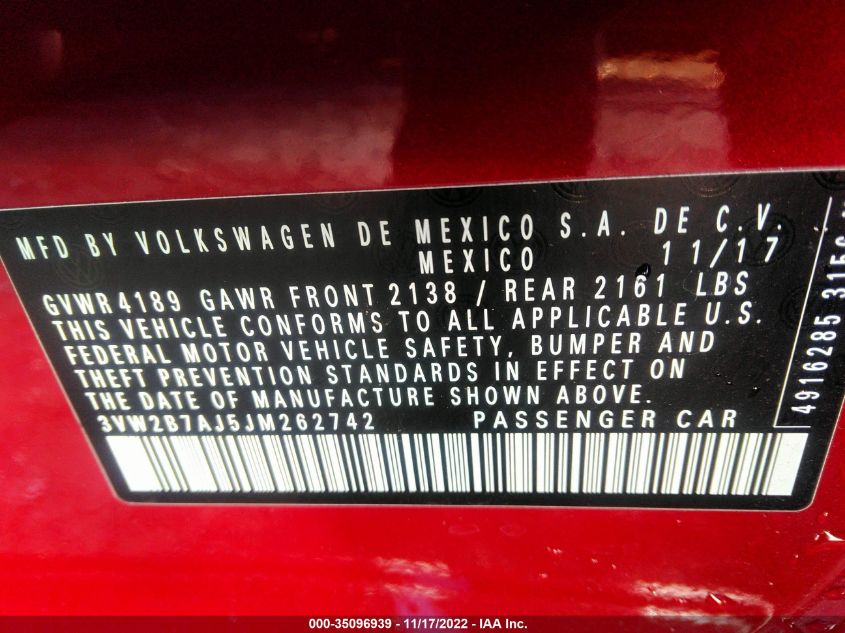 MFD BY VOLKSWAGEN DE MEXICO S.A. DE C.V.
MEXICO 11/17
GVWR 4189 GAWR FRONT 2138 / REAR 2161 LBS
THIS VEHICLE CONFORMS TO ALL APPLICABLE U.S.
FEDERAL MOTOR VEHICLE SAFETY, BUMPER AND
THEFT PREVENTION STANDARDS IN EFFECT ON
THE DATE OF MANUFACTURE SHOWN ABOVE.
3VW2B7AJ5JM262742 PASSENGER CAR
4916285
000-35096939 - 11/17/2022 - IAA Inc.